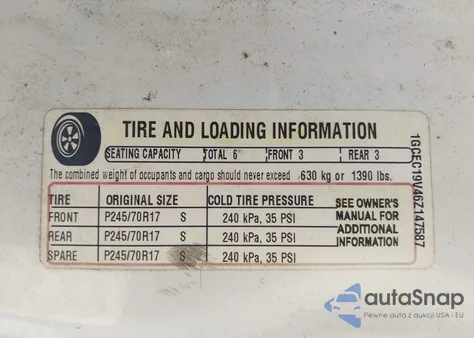 TIRE AND LOADING INFORMATION
SEATING CAPACITY TOTAL 6 FRONT 3 REAR 3
The combined weight of occupants and cargo should never exceed 630 kg or 1390 lbs.
TIRE ORIGINAL SIZE COLD TIRE PRESSURE
FRONT P245/70R17 S 240 kPa, 35 PSI
REAR P245/70R17 S 240 kPa, 35 PSI
SPARE P245/70R17 S 240 kPa, 35 PSI
SEE OWNER'S
MANUAL FOR
ADDITIONAL
INFORMATION
1GCEC19V46Z147587
autaSnap
Pewne auta z aukcji USA - EU